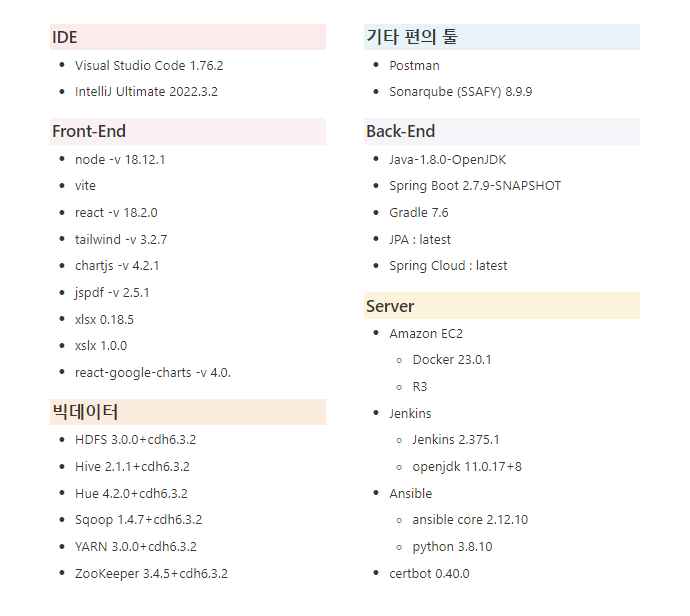 IDE
Visual Studio Code 1.76.2
IntelliJ Ultimate 2022.3.2
Front-End
node -v 18.12.1
vite
react -v 18.2.0
tailwind -v 3.2.7
chartjs -v 4.2.1
jspdf -v 2.5.1
xlsx 0.18.5
xslx 1.0.0
react-google-charts -v 4.0.
빅데이터
HDFS 3.0.0+cdh6.3.2
Hive 2.1.1+cdh6.3.2
Hue 4.2.0+cdh6.3.2
Sqoop 1.4.7+cdh6.3.2
YARN 3.0.0+cdh6.3.2
ZooKeeper 3.4.5+cdh6.3.2
기타 편의 툴
Postman
Sonarqube (SSAFY) 8.9.9
Back-End
Java-1.8.0-OpenJDK
Spring Boot 2.7.9-SNAPSHOT
Gradle 7.6
JPA : latest
Spring Cloud : latest
Server
Amazon EC2
Docker 23.0.1
R3
Jenkins
Jenkins 2.375.1
openjdk 11.0.17+8
Ansible
ansible core 2.12.10
python 3.8.10
certbot 0.40.0